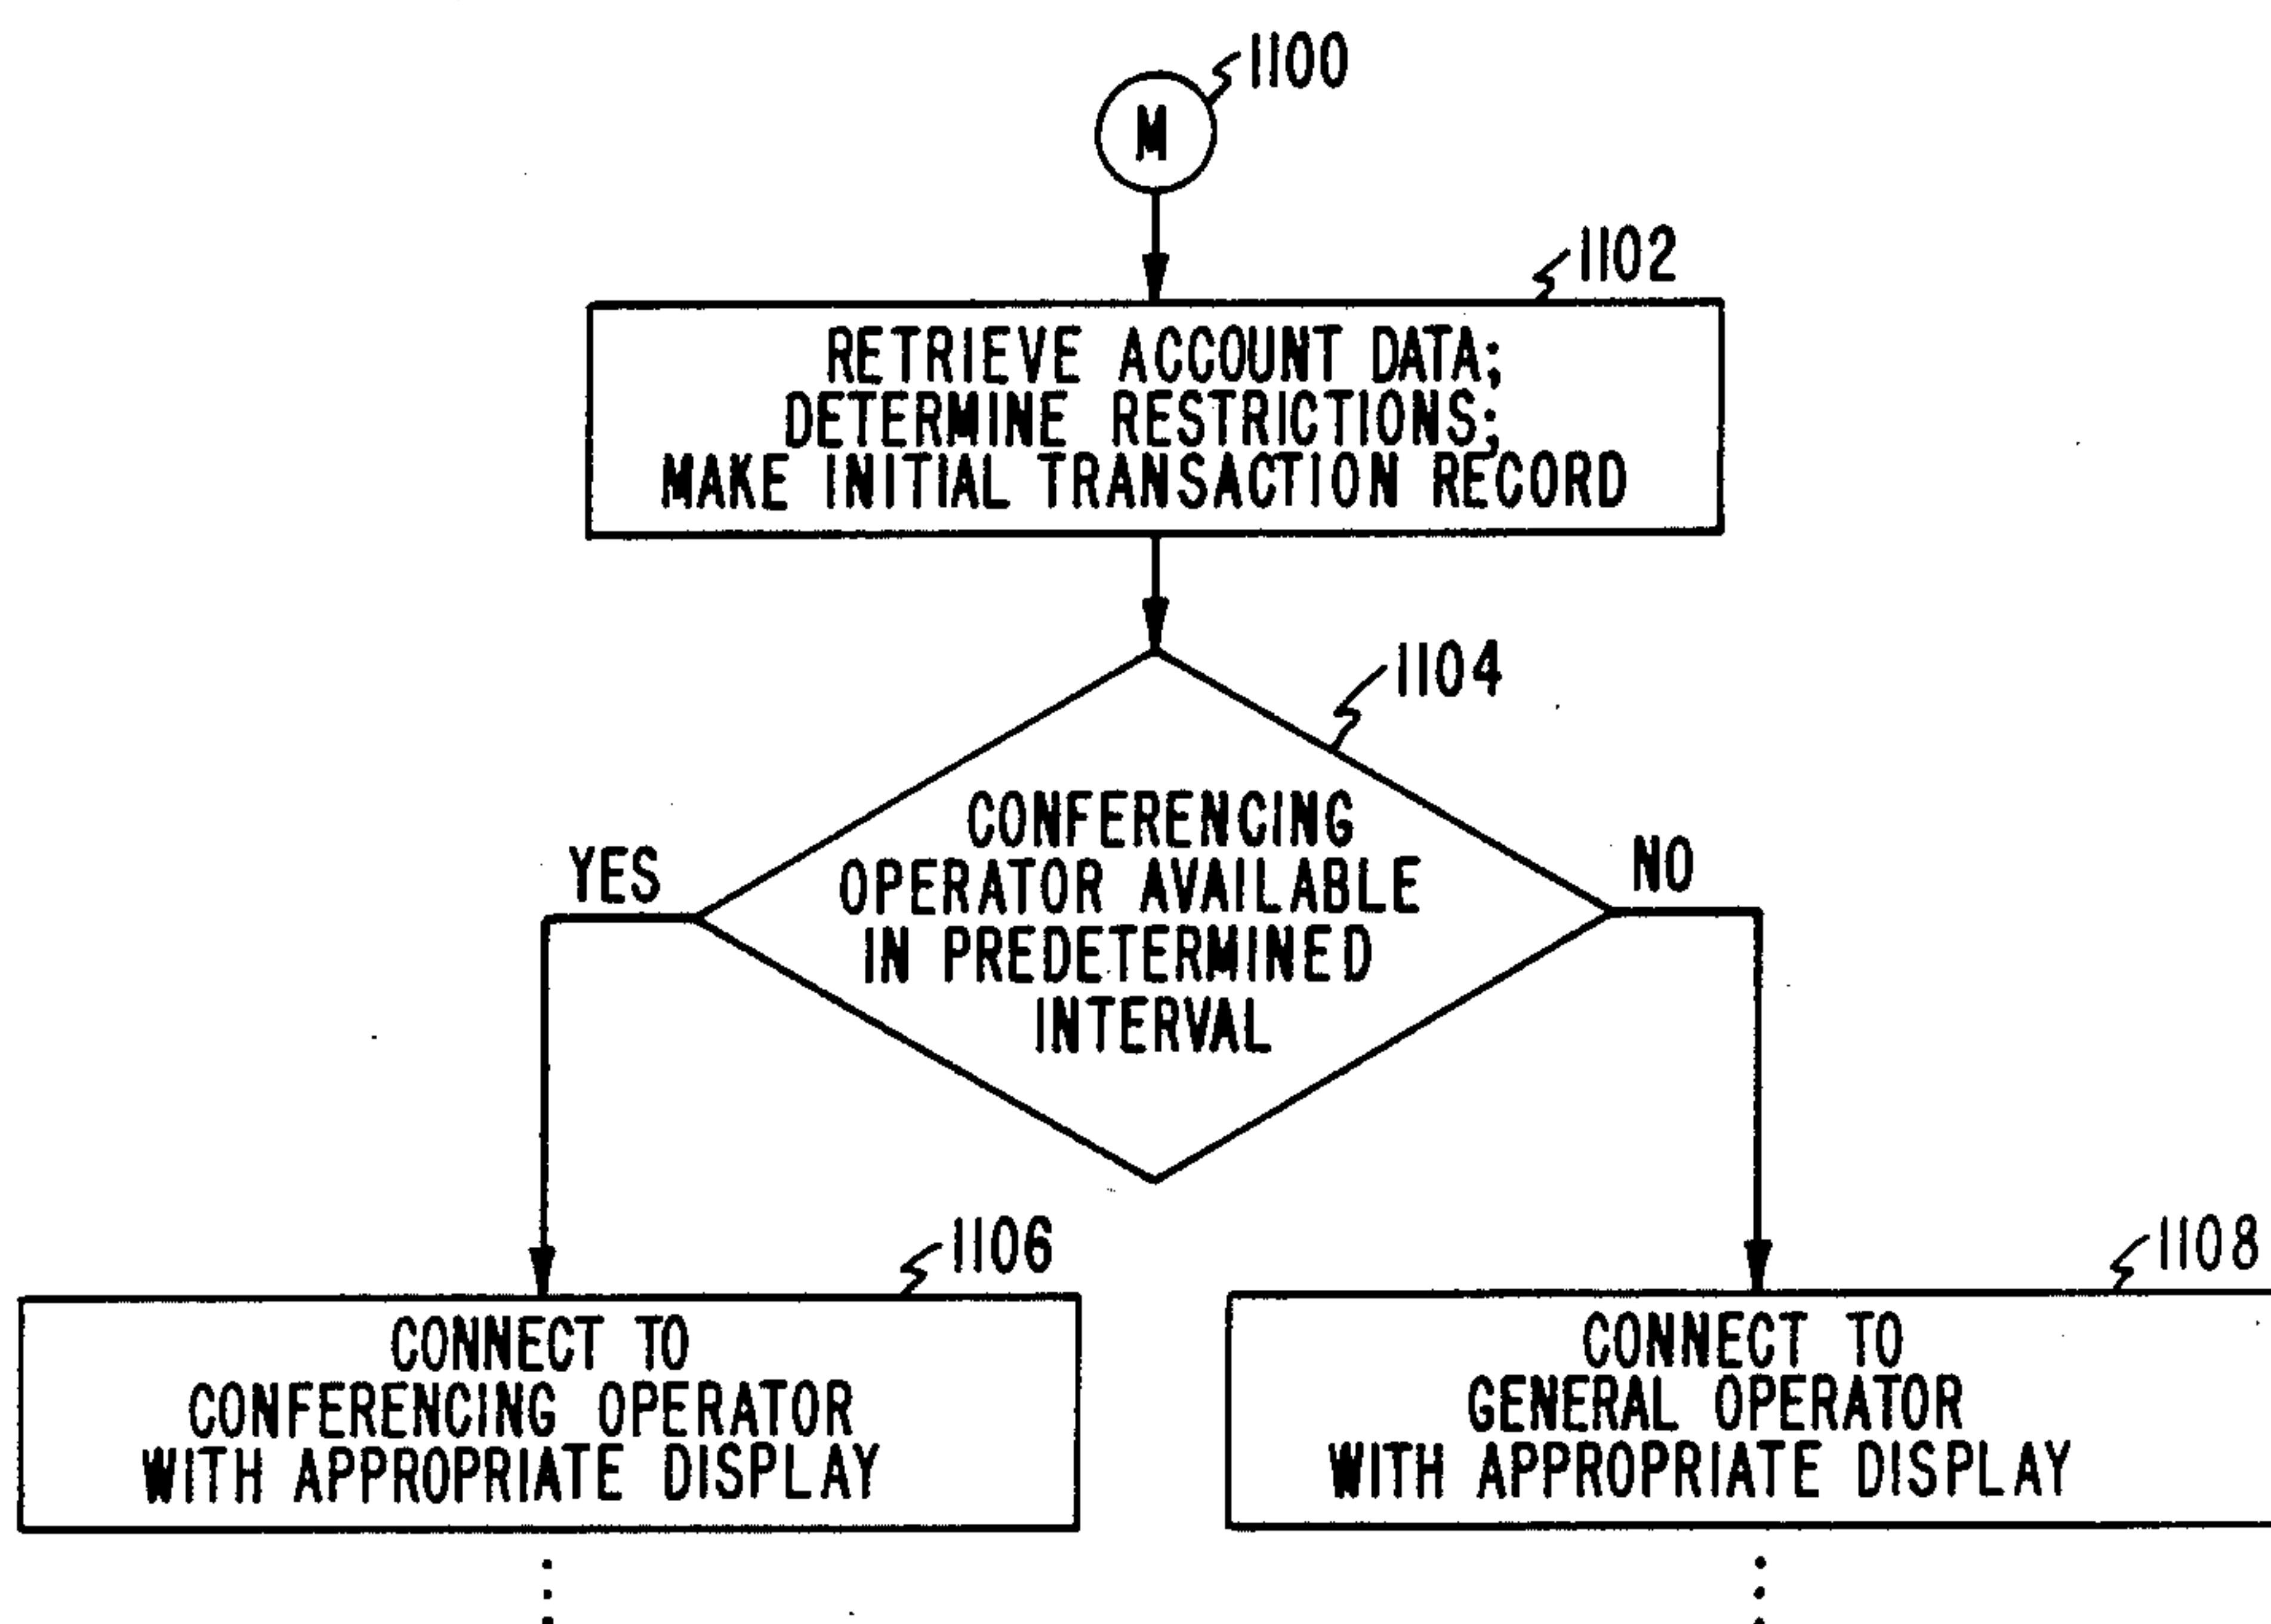 1100
M
1102
RETRIEVE ACCOUNT DATA;
DETERMINE RESTRICTIONS;
MAKE INITIAL TRANSACTION RECORD
1104
CONFERENCING
OPERATOR AVAILABLE
IN PREDETERMINED
INTERVAL
YES
NO
1106
CONNECT TO
CONFERENCING OPERATOR
WITH APPROPRIATE DISPLAY
1108
CONNECT TO
GENERAL OPERATOR
WITH APPROPRIATE DISPLAY